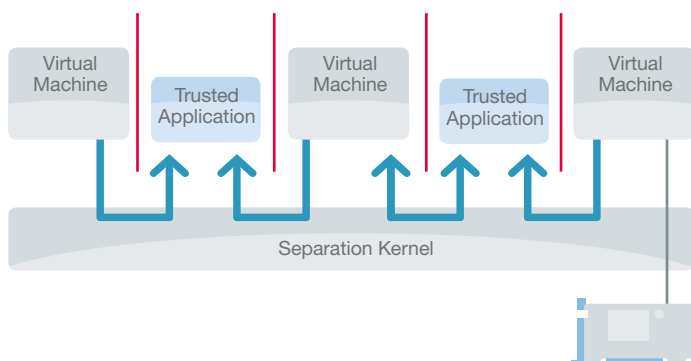 Virtual
Machine
Trusted
Application
Virtual
Machine
Trusted
Application
Virtual
Machine
Separation Kernel